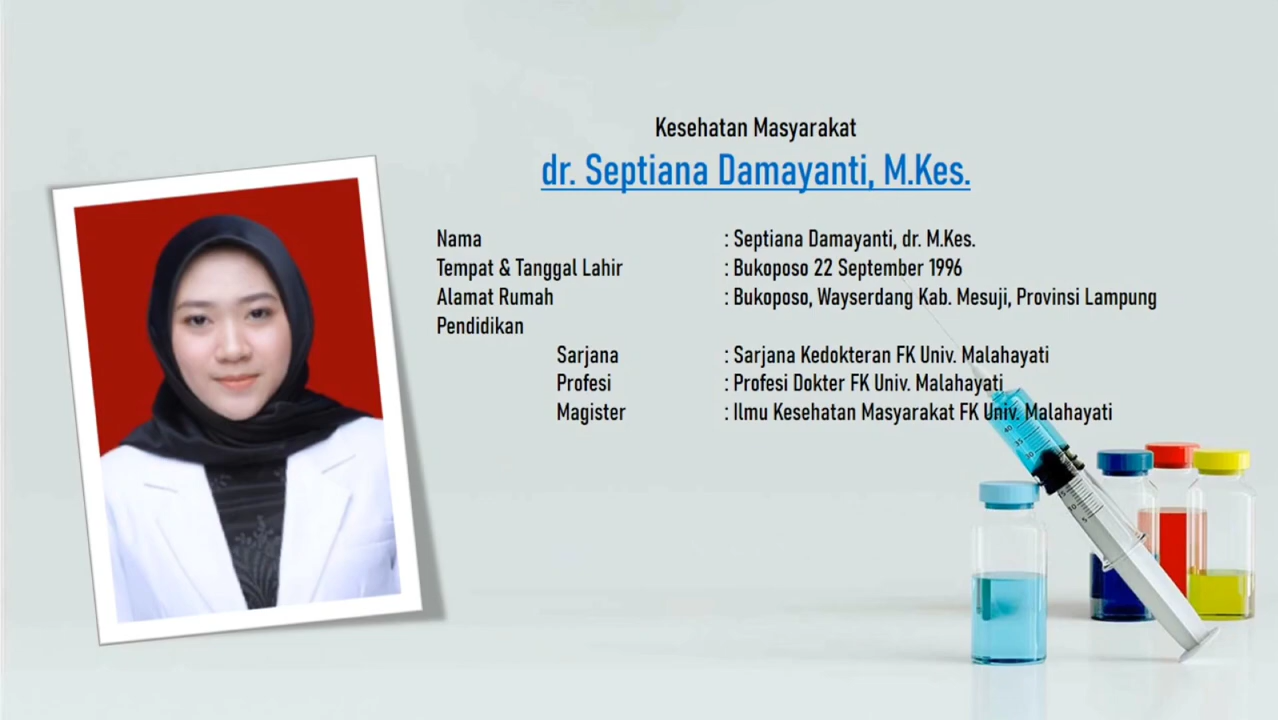 Kesehatan Masyarakat
dr. Septiana Damayanti, M.Kes.
Nama : Septiana Damayanti, dr. M.Kes.
Tempat & Tanggal Lahir : Bukoposo 22 September 1996
Alamat Rumah : Bukoposo, Wayserdang Kab. Mesuji, Provinsi Lampung
Pendidikan
Sarjana : Sarjana Kedokteran FK Univ. Malahayati
Profesi : Profesi Dokter FK Univ. Malahayati
Magister : Ilmu Kesehatan Masyarakat FK Univ. Malahayati